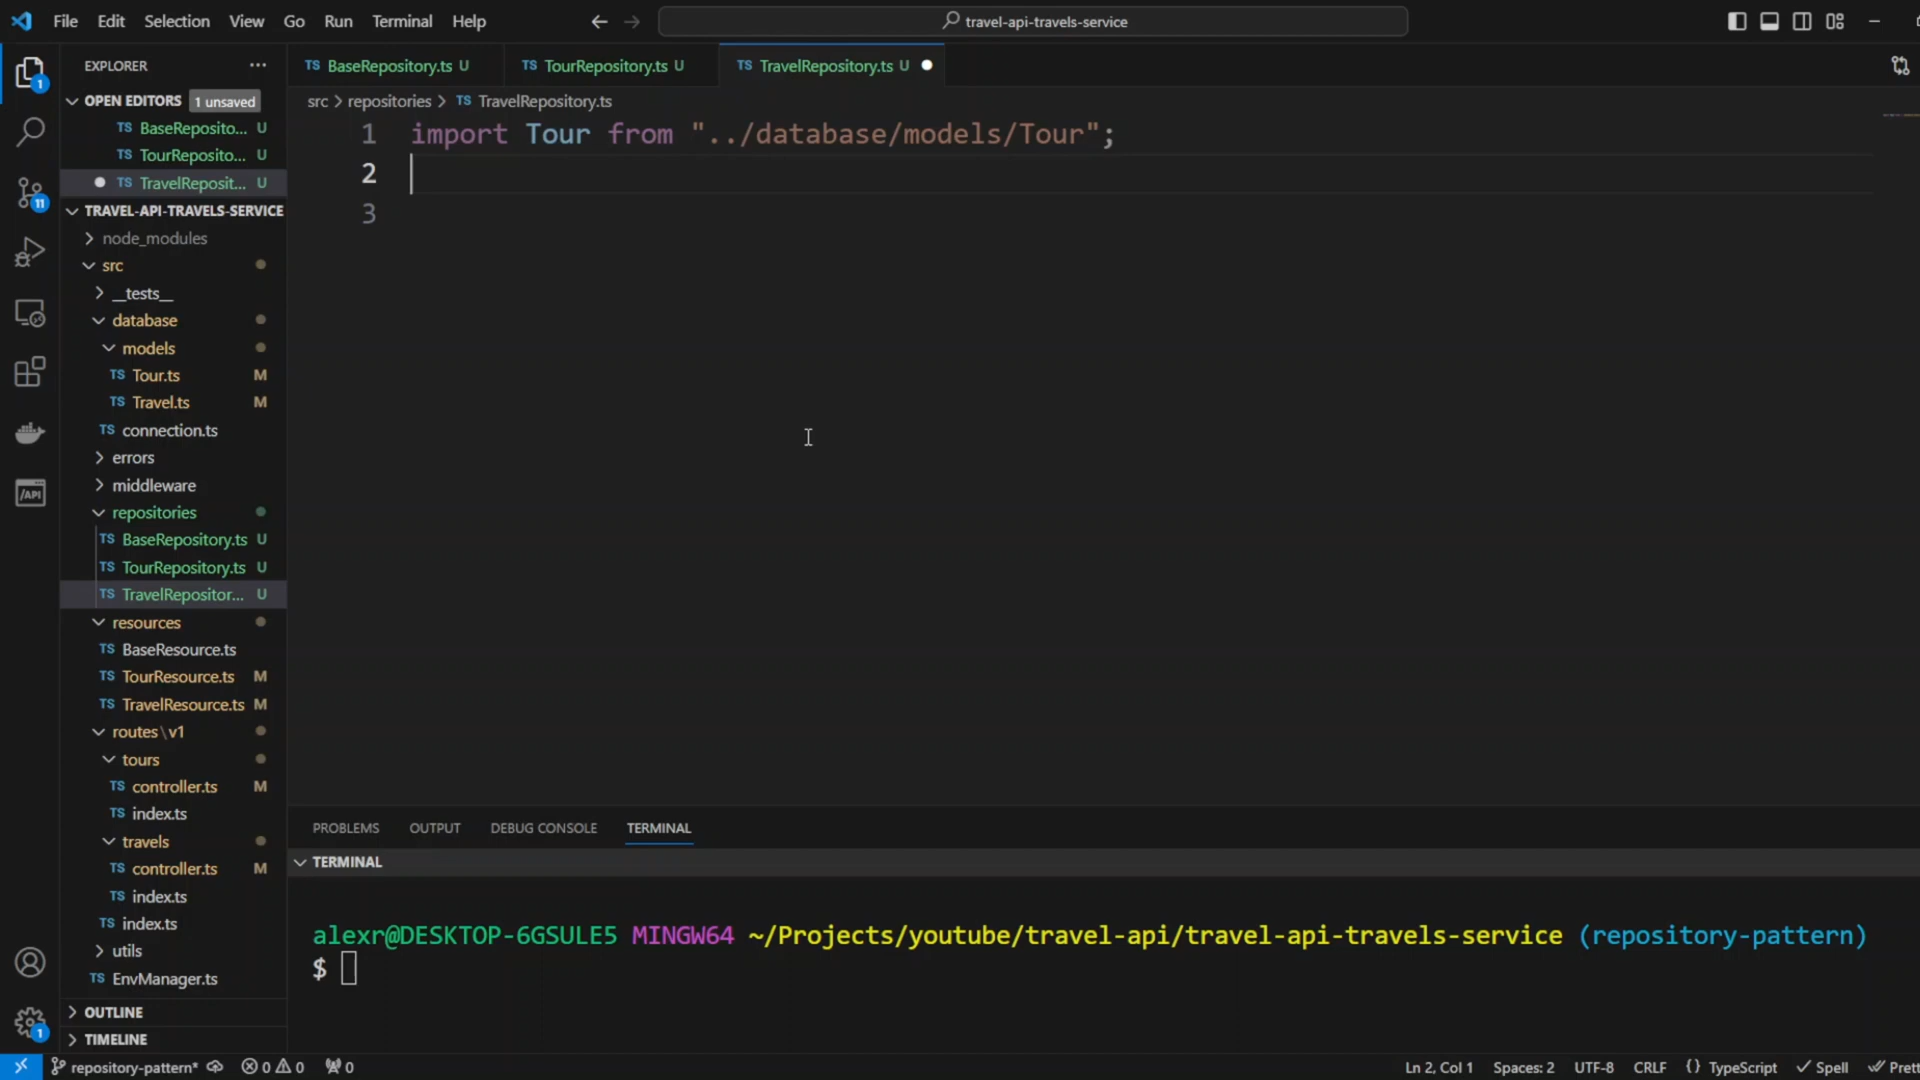 File Edit Selection View Go Run Terminal Help
travel-api-travels-service
EXPLORER ...
OPEN EDITORS 1 unsaved
TS BaseReposito... U
TS TourReposito... U
TS TravelReposit... U
TRAVEL-API-TRAVELS-SERVICE
node_modules
src
__tests__
database
models
TS Tour.ts M
TS Travel.ts M
TS connection.ts
errors
middleware
repositories
TS BaseRepository.ts U
TS TourRepository.ts U
TS TravelRepositor... U
resources
TS BaseResource.ts
TS TourResource.ts M
TS TravelResource.ts M
routes\v1
tours
TS controller.ts M
TS index.ts
travels
TS controller.ts M
TS index.ts
TS index.ts
utils
TS EnvManager.ts
OUTLINE
TIMELINE
1
11
/API
1
TS BaseRepository.ts U TS TourRepository.ts U TS TravelRepository.ts U
src > repositories > TS TravelRepository.ts
1 import Tour from "../database/models/Tour";
2
3
PROBLEMS OUTPUT DEBUG CONSOLE TERMINAL
TERMINAL
alexr@DESKTOP-6GSULE5 MINGW64 ~/Projects/youtube/travel-api/travel-api-travels-service (repository-pattern)
$
repository-pattern* 0 0 0 Ln 2, Col 1 Spaces: 2 UTF-8 CRLF {} TypeScript Spell Prett